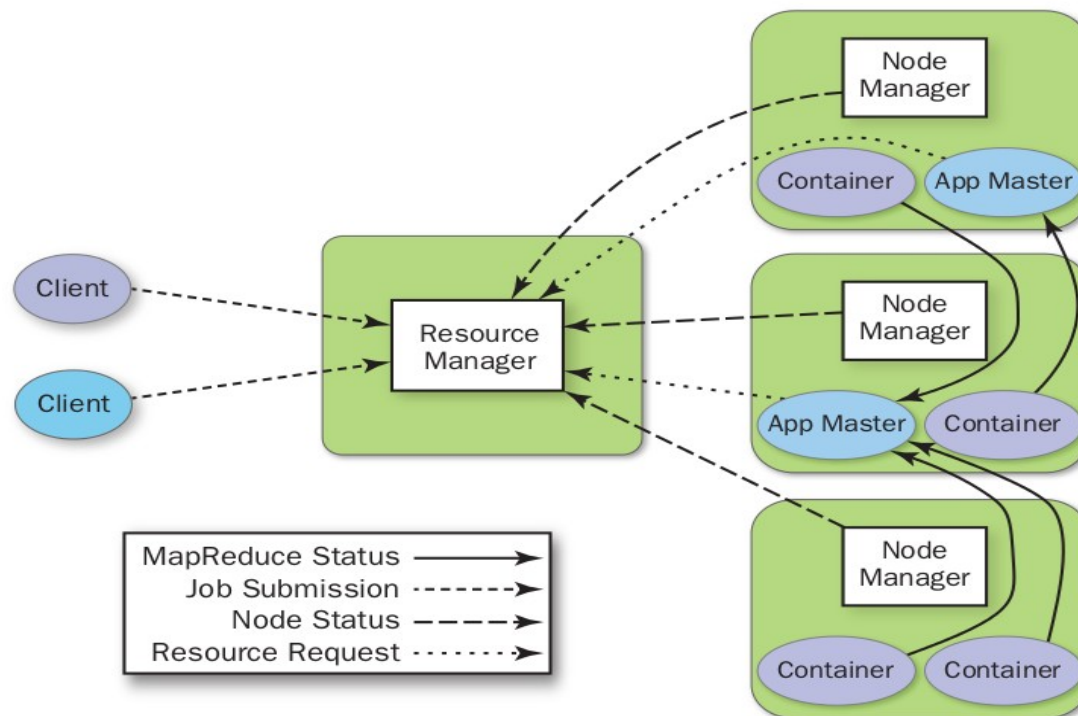 Node
Manager
Container
App Master
Client
Client
Resource
Manager
Node
Manager
App Master
Container
Node
Manager
Container
Container
MapReduce Status
Job Submission
Node Status
Resource Request